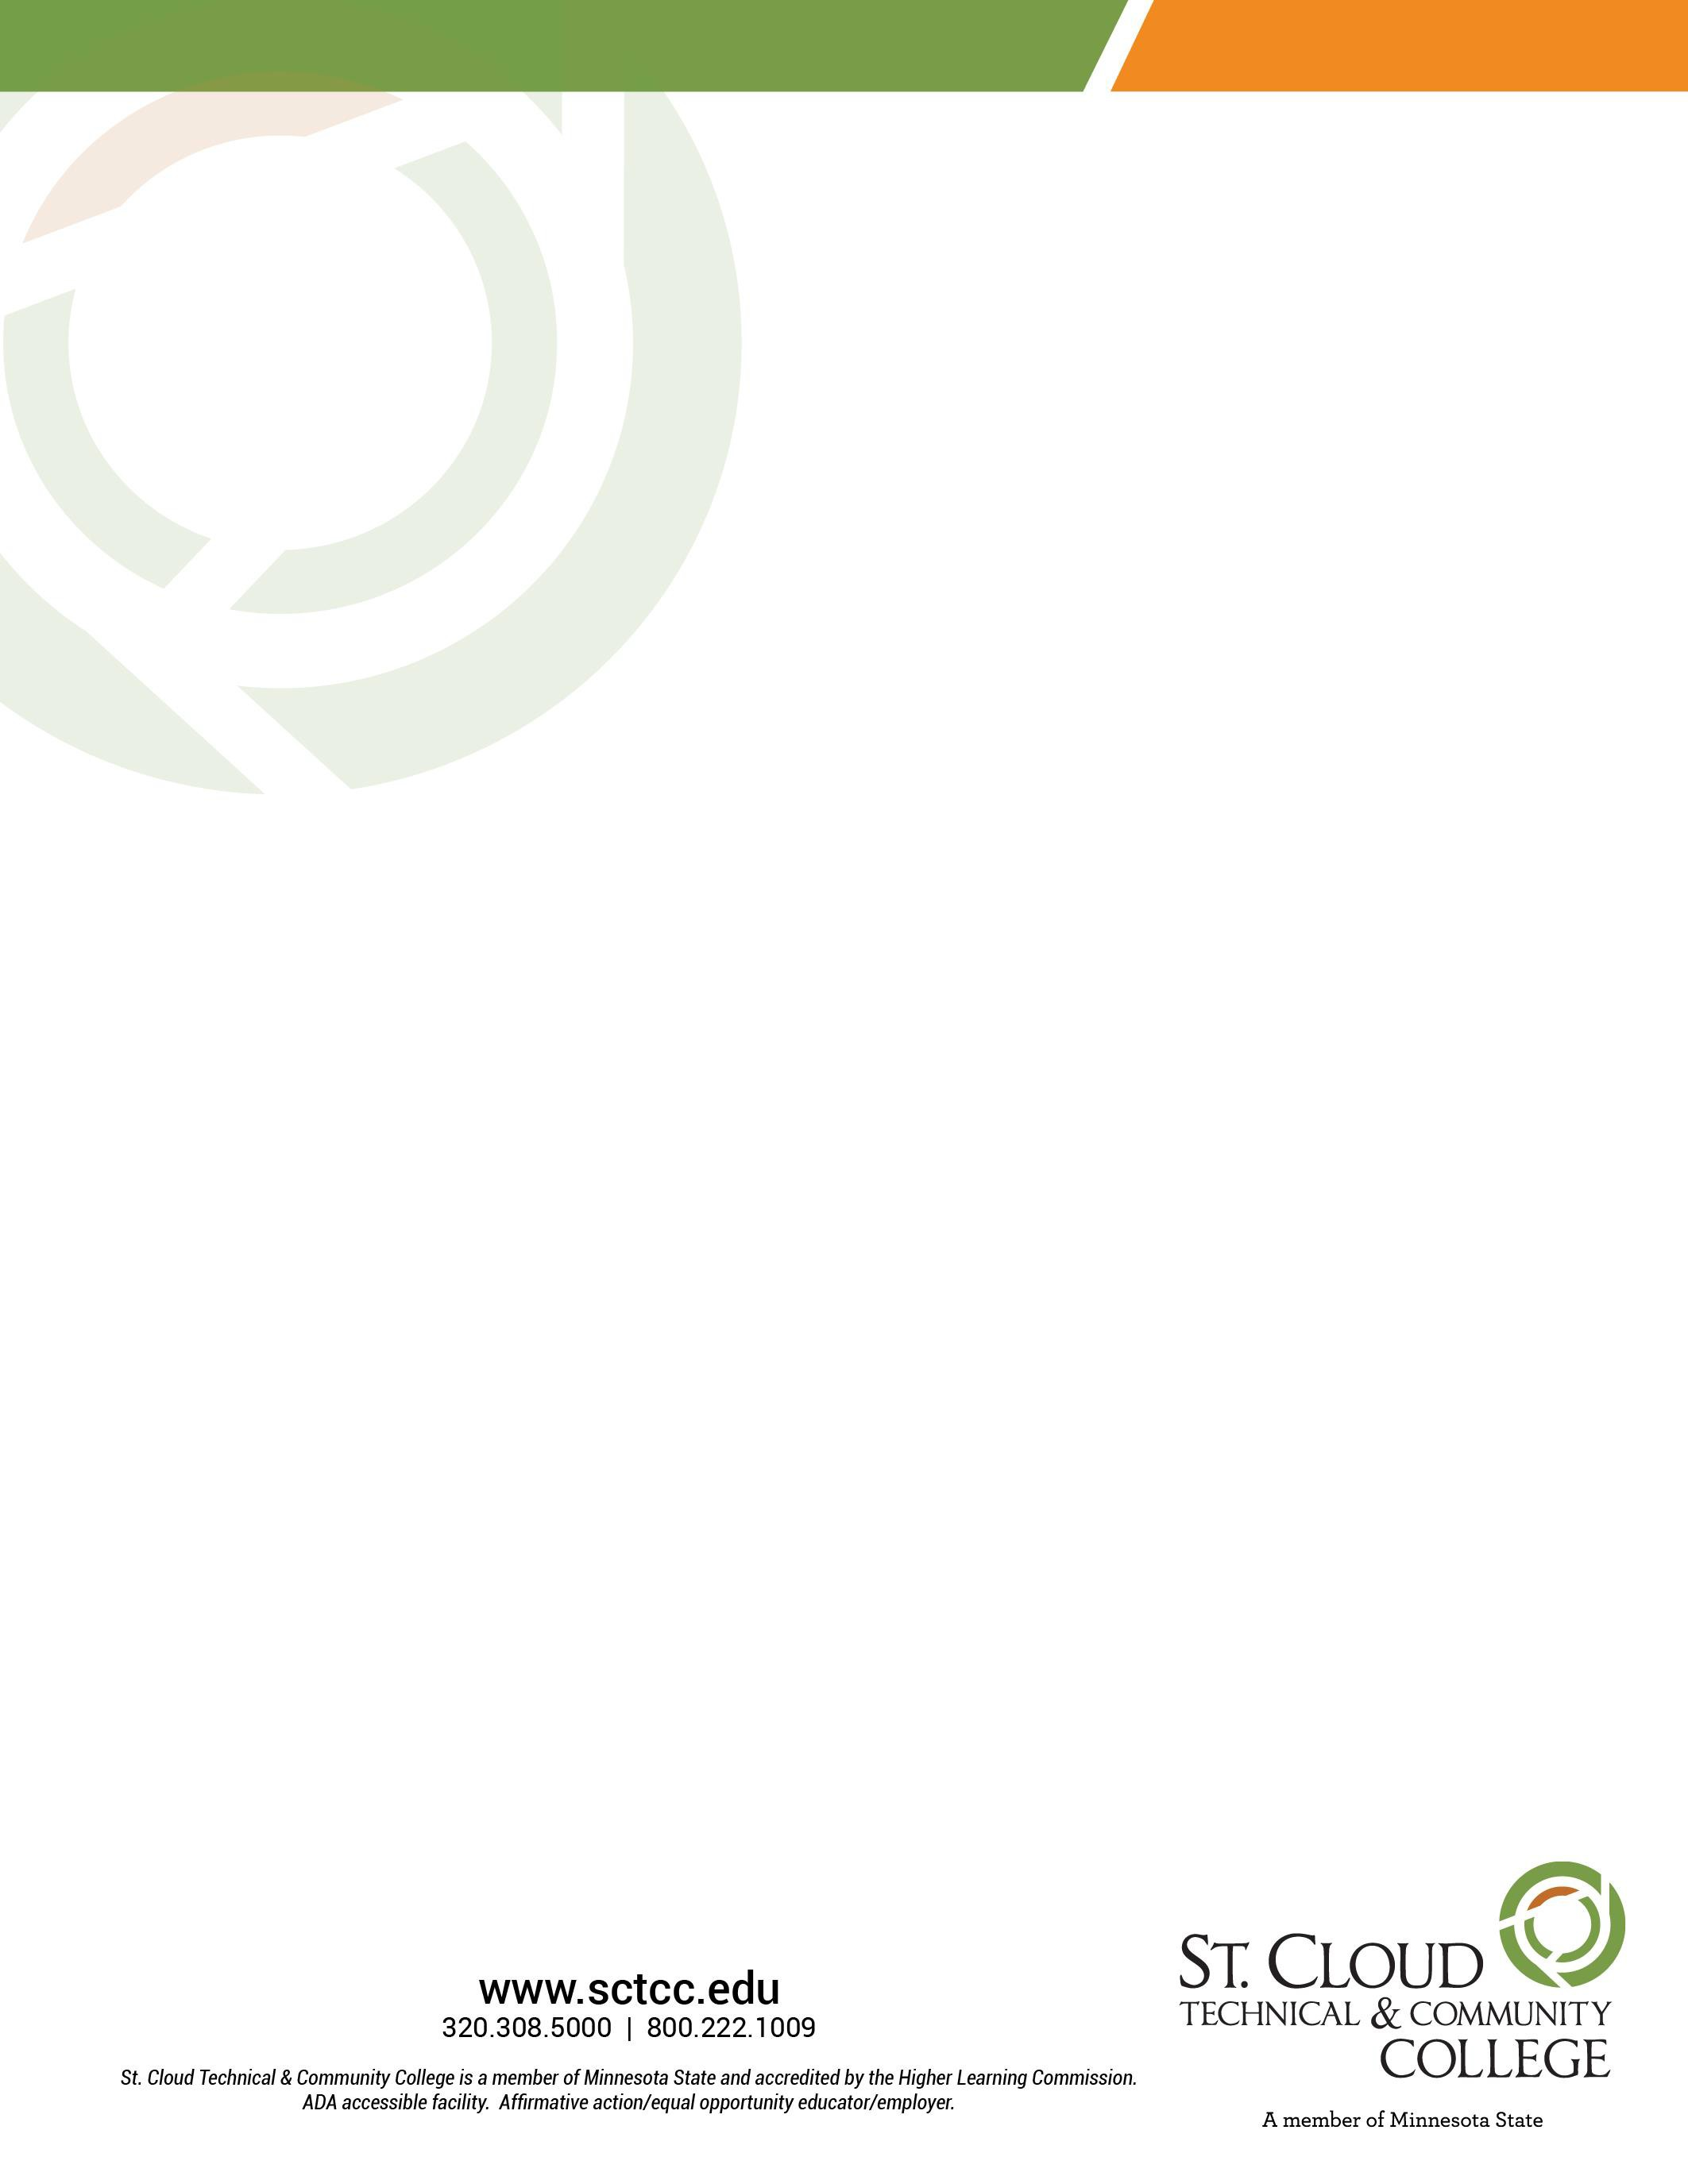 www.sctcc.edu
320.308.5000 | 800.222.1009
St. Cloud Technical & Community College is a member of Minnesota State and accredited by the Higher Learning Commission.
ADA accessible facility. Affirmative action/equal opportunity educator/employer.
ST. CLOUD
TECHNICAL & COMMUNITY
COLLEGE
A member of Minnesota State